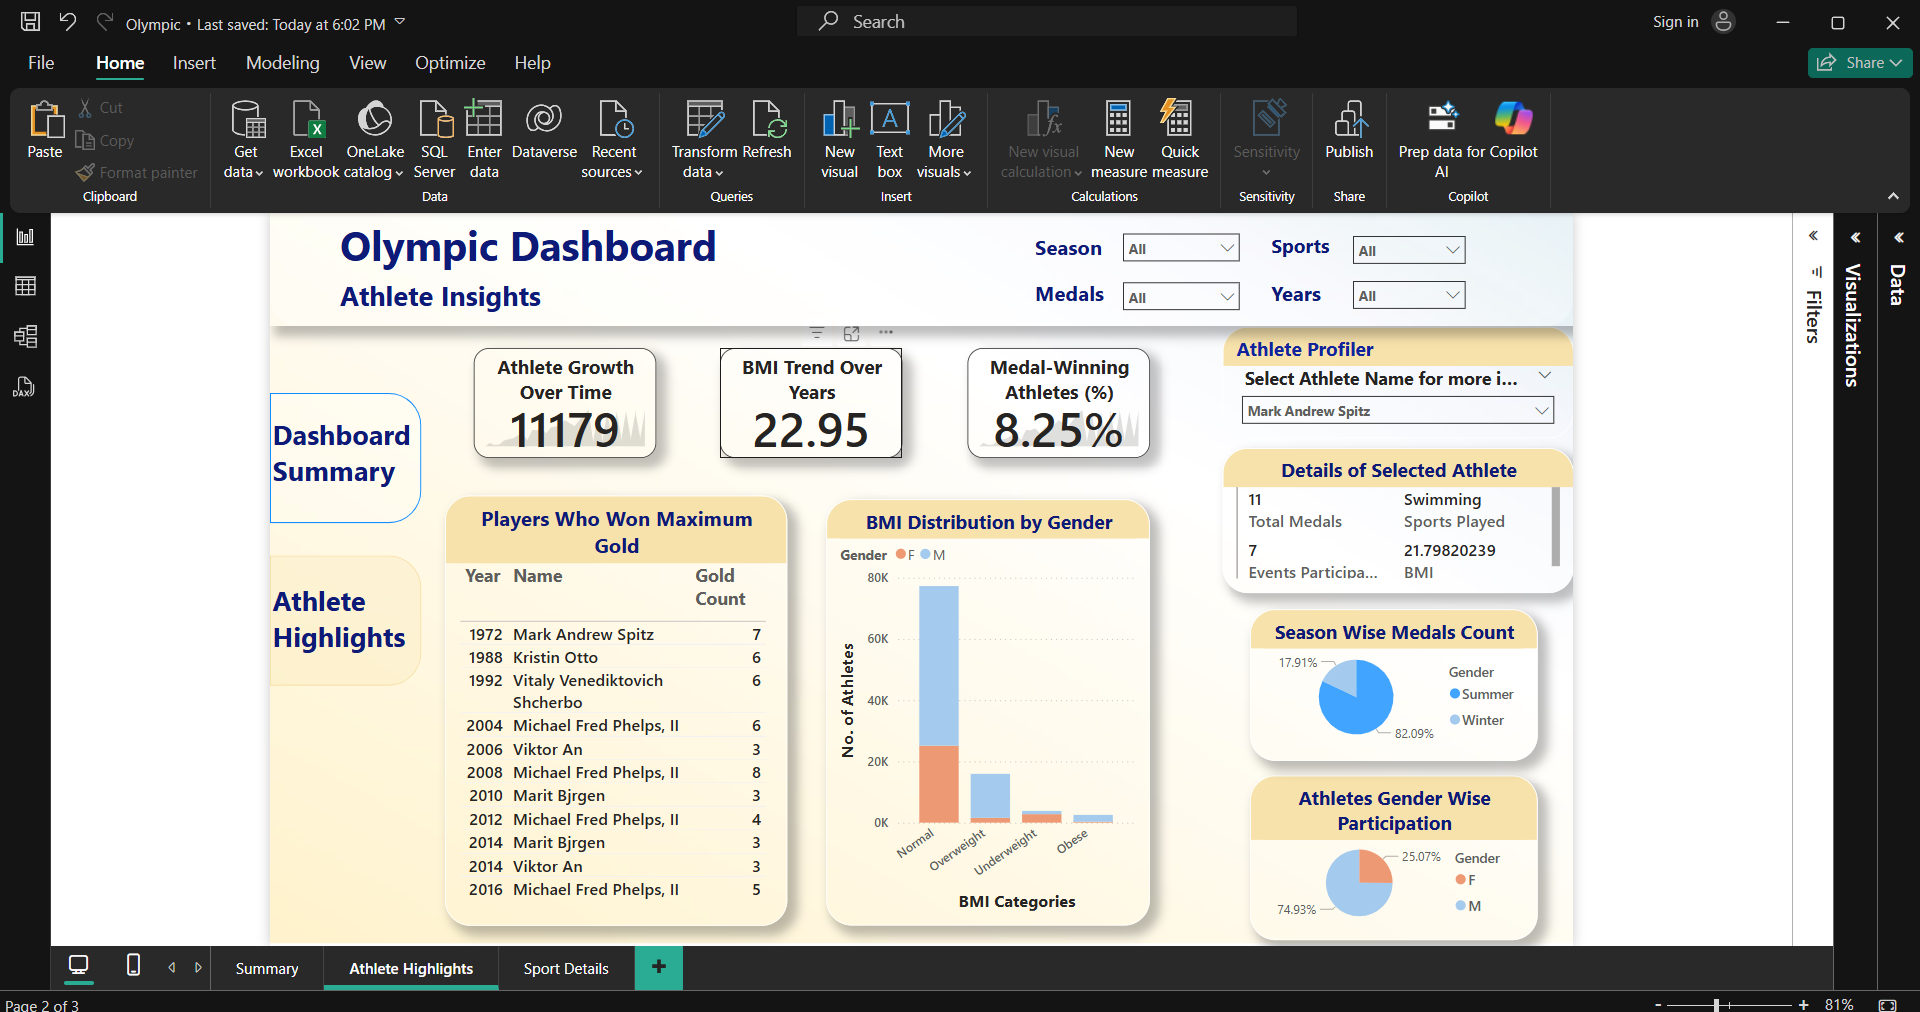 Olympic • Last saved: Today at 6:02 PM
Search
Sign in
File Home Insert Modeling View Optimize Help
Share
Paste
Cut
Copy
Format painter
Clipboard
Get data
Excel workbook
OneLake catalog
SQL Server
Enter data
Dataverse
Recent sources
Data
Transform data
Refresh
Queries
New visual
Text box
More visuals
Insert
New visual calculation
New measure
Quick measure
Calculations
Sensitivity
Sensitivity
Publish
Share
Prep data for AI
Copilot
Copilot
Olympic Dashboard
Athlete Insights
Season All
Sports All
Medals All
Years All
Filters
Visualizations
Data
Dashboard
Summary
Athlete
Highlights
Athlete Growth
Over Time
11179
BMI Trend Over
Years
22.95
Medal-Winning
Athletes (%)
8.25%
Athlete Profiler
Select Athlete Name for more i...
Mark Andrew Spitz
Details of Selected Athlete
11 Swimming
Total Medals Sports Played
7 21.79820239
Events Participa... BMI
Players Who Won Maximum
Gold
Year Name Gold
Count
1972 Mark Andrew Spitz 7
1988 Kristin Otto 6
1992 Vitaly Venediktovich 6
Shcherbo
2004 Michael Fred Phelps, II 6
2006 Viktor An 3
2008 Michael Fred Phelps, II 8
2010 Marit Bjrgen 3
2012 Michael Fred Phelps, II 4
2014 Marit Bjrgen 3
2014 Viktor An 3
2016 Michael Fred Phelps, II 5
BMI Distribution by Gender
Gender F M
80K
60K
40K
20K
0K
No. of Athletes
Normal
Overweight
Underweight
Obese
BMI Categories
Season Wise Medals Count
17.91%
82.09%
Gender
Summer
Winter
Athletes Gender Wise
Participation
25.07%
74.93%
Gender
F
M
Summary
Athlete Highlights
Sport Details
+
Page 2 of 3
- + 81%
DAX